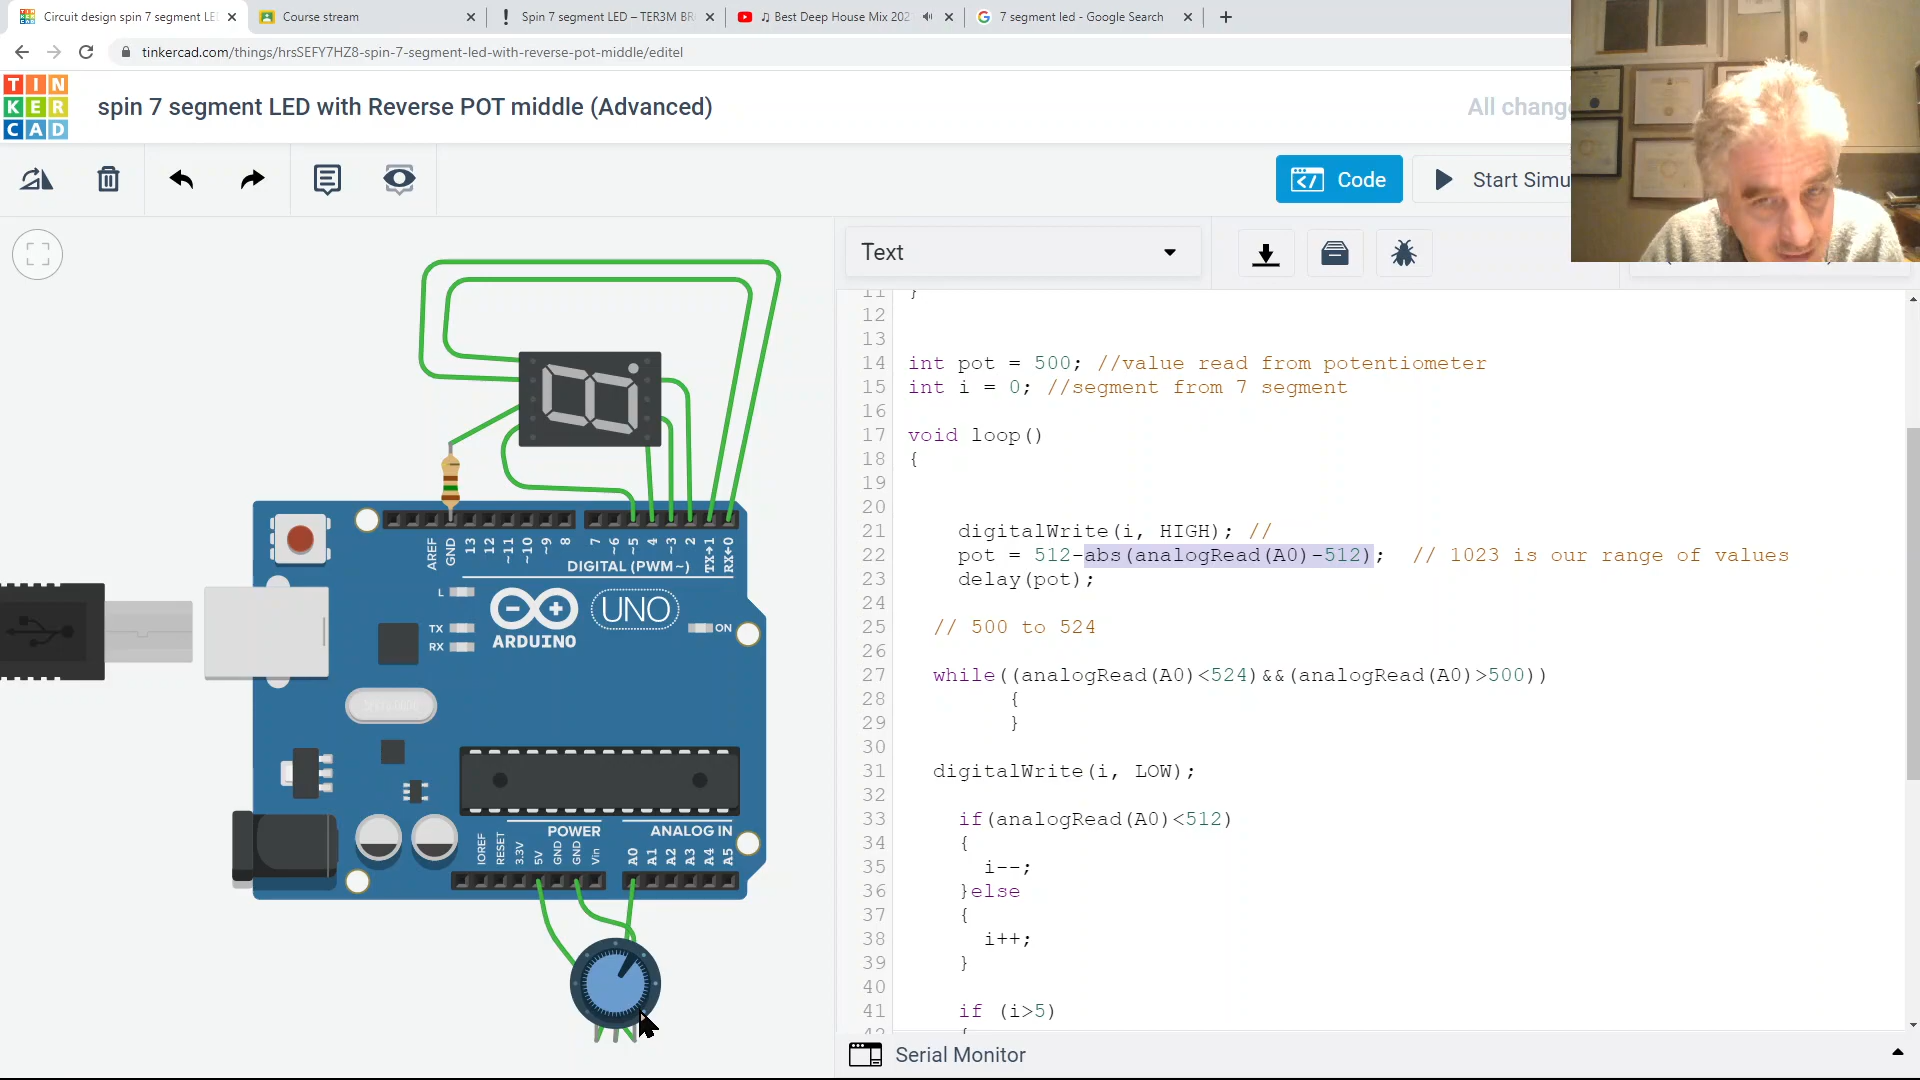 Circuit design spin 7 segment LE
Course stream
Spin 7 segment LED – TER3M BR
♫ Best Deep House Mix 202
7 segment led - Google Search
tinkercad.com/things/hrsSEFY7HZ8-spin-7-segment-led-with-reverse-pot-middle/editel
TIN
KER
CAD
spin 7 segment LED with Reverse POT middle (Advanced)
All chang
Code
Start Simu
Text
11 }
12
13
14 int pot = 500; //value read from potentiometer
15 int i = 0; //segment from 7 segment
16
17 void loop()
18 {
19
20
21 digitalWrite(i, HIGH); //
22 pot = 512-abs(analogRead(A0)-512); // 1023 is our range of values
23 delay(pot);
24
25 // 500 to 524
26
27 while((analogRead(A0)<524)&&(analogRead(A0)>500))
28 {
29 }
30
31 digitalWrite(i, LOW);
32
33 if(analogRead(A0)<512)
34 {
35 i--;
36 }else
37 {
38 i++;
39 }
40
41 if (i>5)
42 {
Serial Monitor
AREF
GND
13
12
~11
~10
~9
8
7
~6
~5
4
~3
2
TX→1
RX←0
DIGITAL (PWM~)
L
TX
RX
ARDUINO
UNO
ON
POWER
ANALOG IN
IOREF
RESET
3.3V
5V
GND
GND
Vin
A0
A1
A2
A3
A4
A5